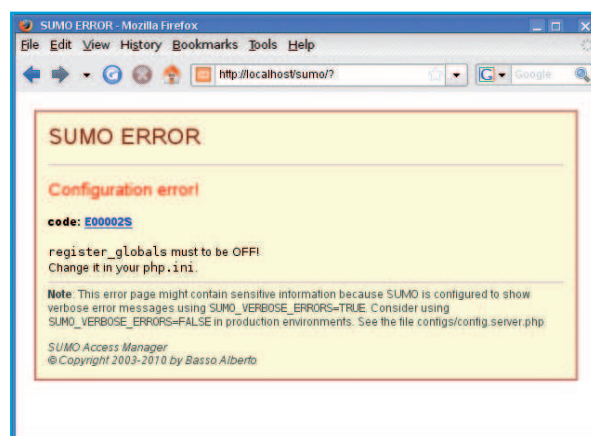 SUMO ERROR - Mozilla Firefox
File Edit View History Bookmarks Tools Help
http://localhost/sumo/? G Google
SUMO ERROR
Configuration error!
code: E00002S
register_globals must to be OFF!
Change it in your php.ini.
Note: This error page might contain sensitive information because SUMO is configured to show
verbose error messages using SUMO_VERBOSE_ERRORS=TRUE. Consider using
SUMO_VERBOSE_ERRORS=FALSE in production environments. See the file configs/config.server.php
SUMO Access Manager
© Copyright 2003-2010 by Basso Alberto